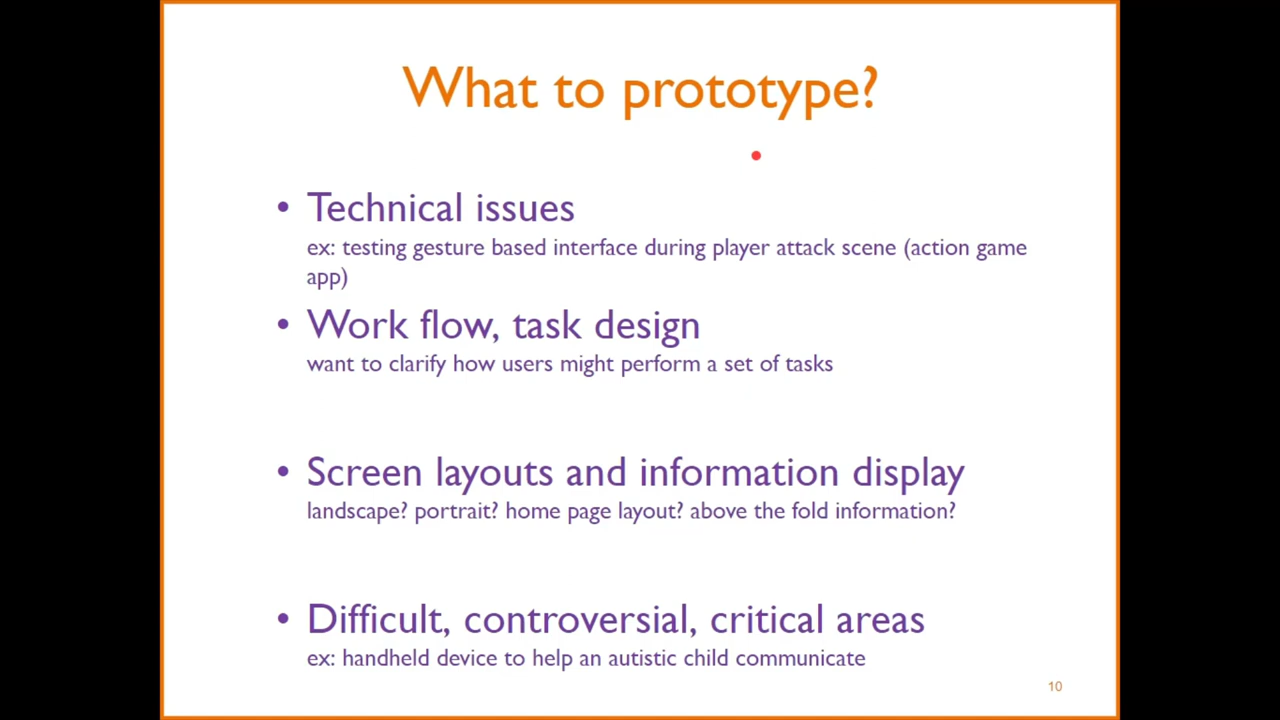 What to prototype?
• Technical issues
ex: testing gesture based interface during player attack scene (action game
app)
• Work flow, task design
want to clarify how users might perform a set of tasks
• Screen layouts and information display
landscape? portrait? home page layout? above the fold information?
• Difficult, controversial, critical areas
ex: handheld device to help an autistic child communicate
10